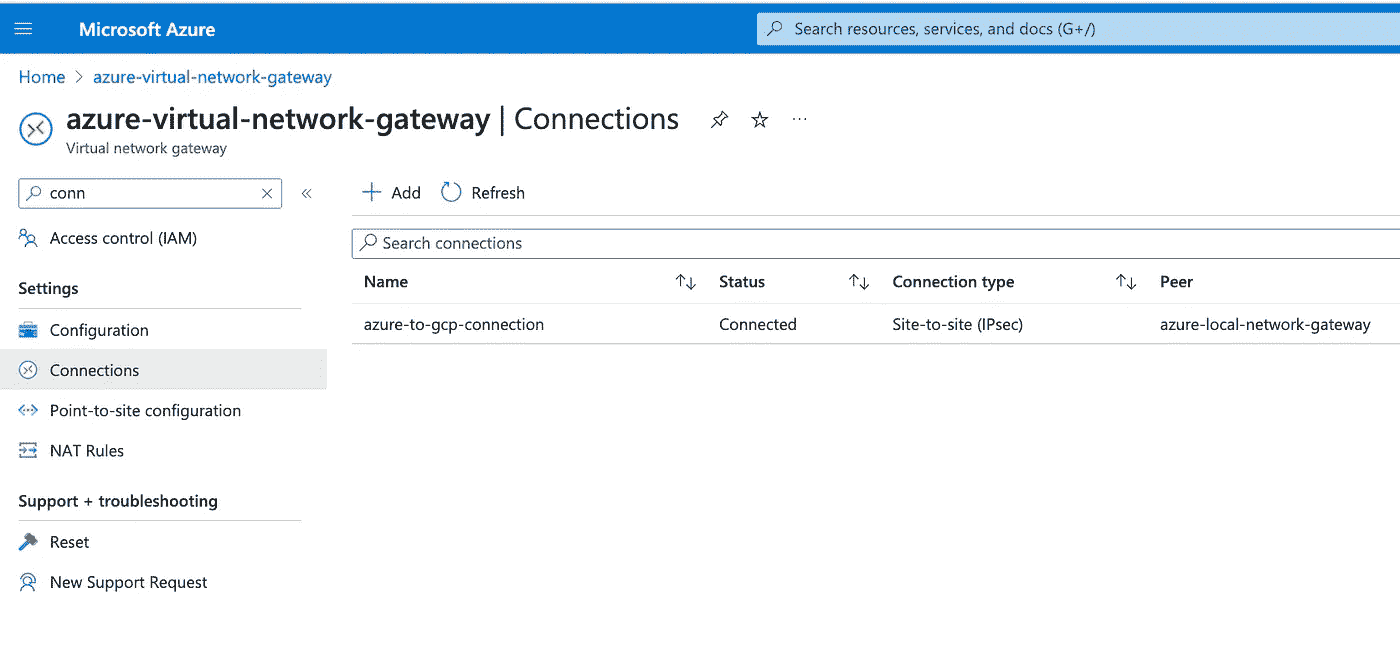 Microsoft Azure
Search resources, services, and docs (G+/)
Home > azure-virtual-network-gateway
azure-virtual-network-gateway | Connections ...
Virtual network gateway
conn
Add Refresh
Access control (IAM)
Search connections
Settings
Name Status Connection type Peer
azure-to-gcp-connection Connected Site-to-site (IPsec) azure-local-network-gateway
Configuration
Connections
Point-to-site configuration
NAT Rules
Support + troubleshooting
Reset
New Support Request